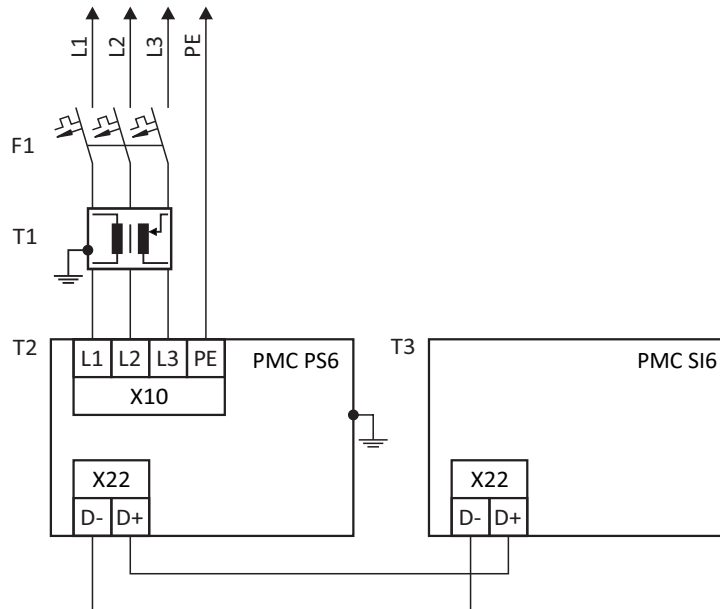 L1 L2 L3 PE
F1
T1
T2 L1 L2 L3 PE PMC PS6
X10
X22
D- D+
T3 PMC SI6
X22
D- D+